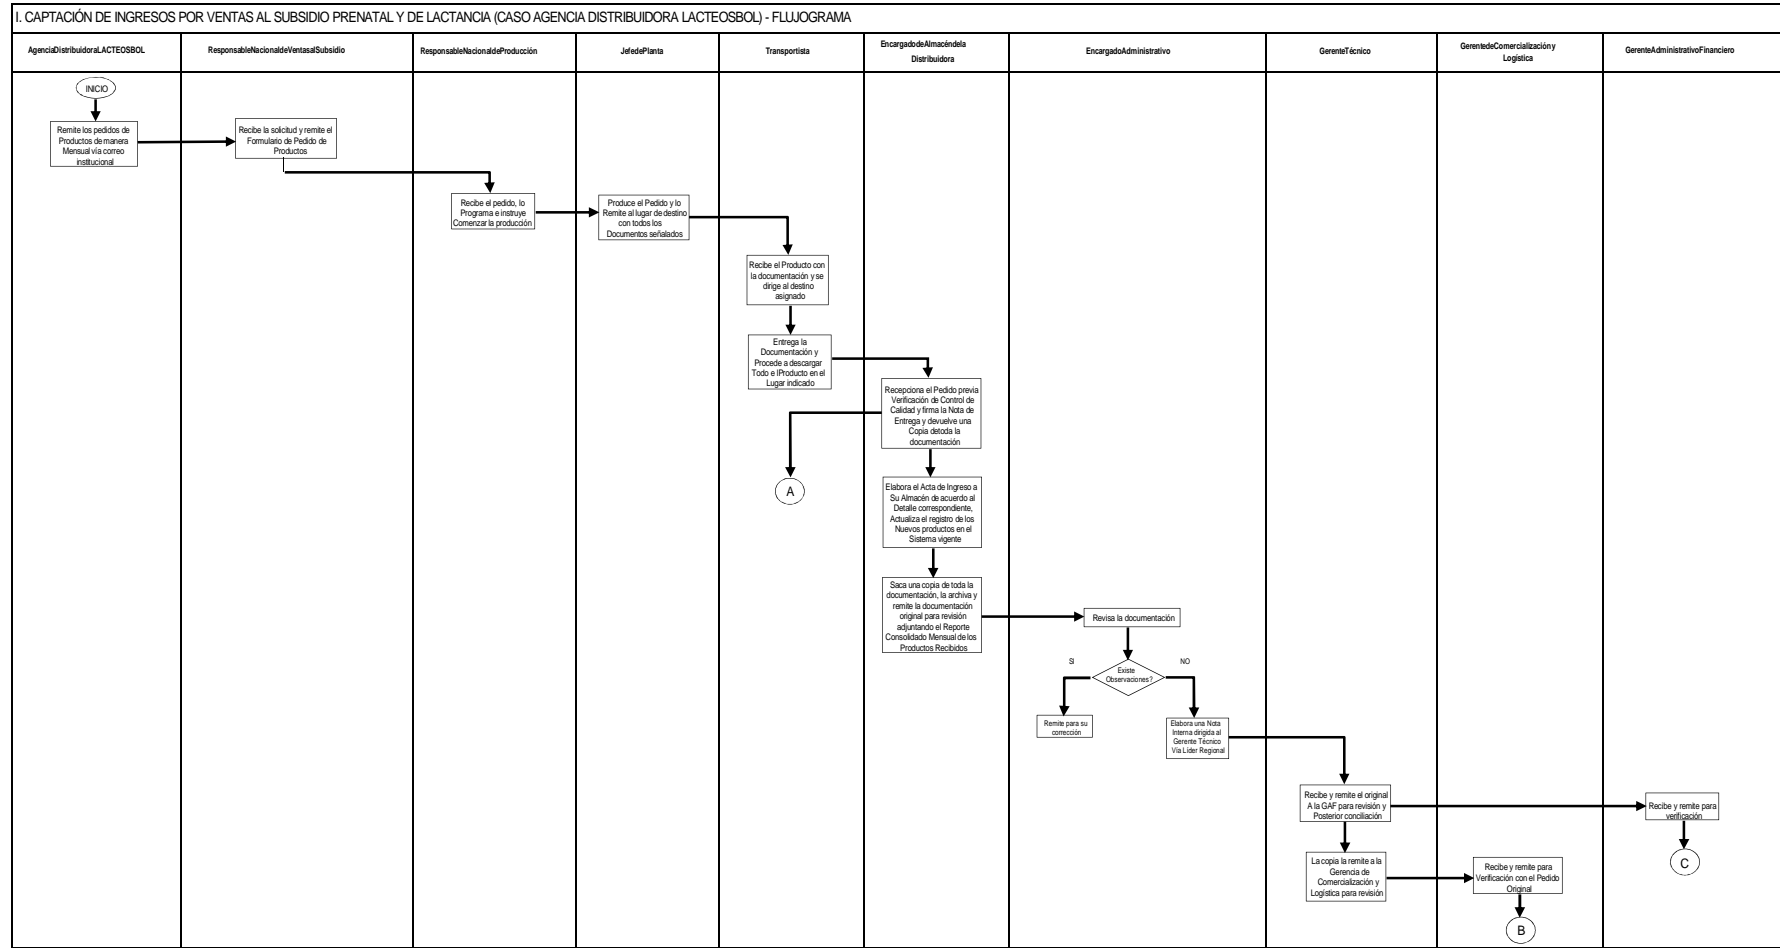 I. CAPTACIÓN DE INGRESOS POR VENTAS AL SUBSIDIO PRENATAL Y DE LACTANCIA (CASO AGENCIA DISTRIBUIDORA LACTEOSBOL) - FLUJOGRAMA
AgenciaDistribuidoraLACTEOSBOL
ResponsableNacionaldeVentasalSubsidio
ResponsableNacionaldeProducción
JefedePlanta
Transportista
EncargadodeAlmacéndela
Distribuidora
EncargadoAdministrativo
GerenteTécnico
GerentedeComercializacióny
Logística
GerenteAdministrativoFinanciero
INICIO
Remite los pedidos de
Productos de manera
Mensual vía correo
institucional
Recibe la solicitud y remite el
Formulario de Pedido de
Productos
Recibe el pedido, lo
Programa e instruye
Comenzar la producción
Produce el Pedido y lo
Remite al lugar de destino
con todos los
Documentos señalados
Recibe el Producto con
la documentación y se
dirige al destino
asignado
Entrega la
Documentación y
Procede a descargar
Todo e lProducto en el
Lugar indicado
Recepciona el Pedido previa
Verificación de Control de
Calidad y firma la Nota de
Entrega y devuelve una
Copia detoda la
documentación
A
Elabora el Acta de Ingreso a
Su Almacén de acuerdo al
Detalle correspondiente,
Actualiza el registro de los
Nuevos productos en el
Sistema vigente
Saca una copia de toda la
documentación, la archiva y
remite la documentación
original para revisión
adjuntando el Reporte
Consolidado Mensual de los
Productos Recibidos
Revisa la documentación
SI
NO
Existe
Observaciones?
Remite para su
corrección
Elabora una Nota
Interna dirigida al
Gerente Técnico
Vía Líder Regional
Recibe y remite el original
A la GAF para revisión y
Posterior conciliación
Recibe y remite para
verificación
C
La copia la remite a la
Gerencia de
Comercialización y
Logística para revisión
Recibe y remite para
Verificación con el Pedido
Original
B